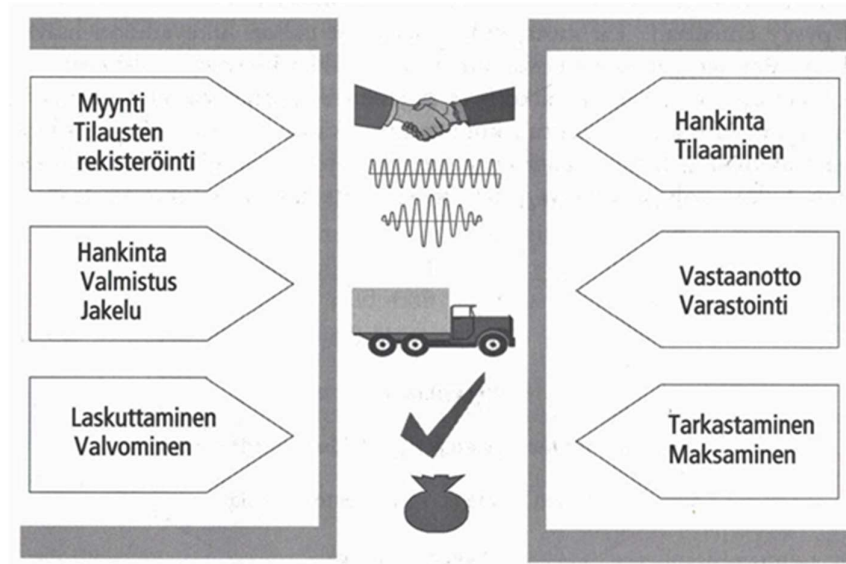 Myynti
Tilausten
rekisteröinti
Hankinta
Valmistus
Jakelu
Laskuttaminen
Valvominen
Hankinta
Tilaaminen
Vastaanotto
Varastointi
Tarkastaminen
Maksaminen